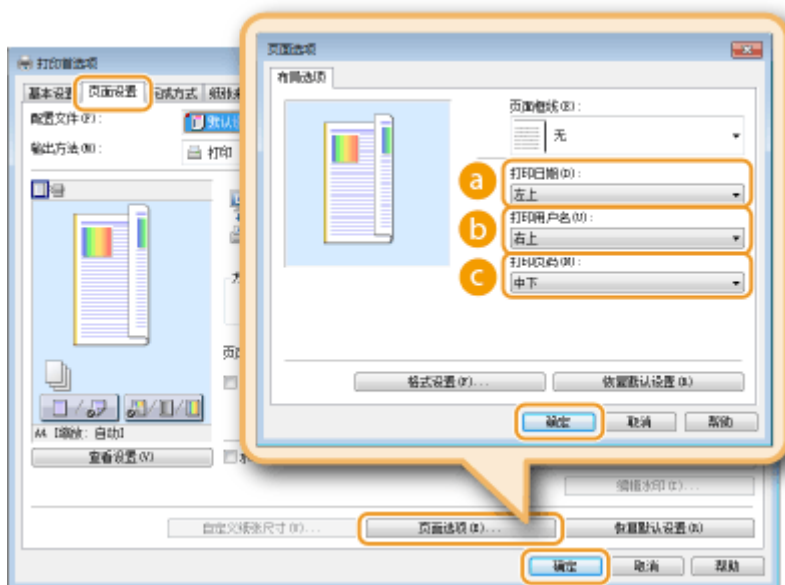 打印首选项
基本设置 页面设置 完成方式
配置文件(F):
输出方法(M):
打印
A4 [缩放: 自动]
查看设置(V)
自定义纸张尺寸(U)...
页面选项(E)...
恢复默认设置(R)
编辑水印(I)...
确定 取消 帮助
页面选项
布局选项
页面框线(E):
无
a
打印日期(D):
左上
b
打印用户名(U):
右上
c
打印页码(N):
中下
格式设置(F)...
恢复默认设置(R)
确定 取消 帮助